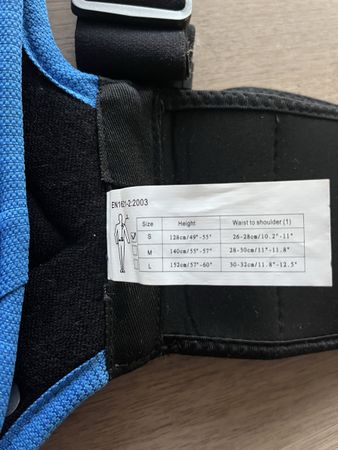 EN1621-2:2003
Size Height Waist to shoulder (1)
S 128cm/49"-55" 26-28cm/10.2"-11"
M 140cm/55"-57" 28-30cm/11"-11.8"
L 152cm/57"-60" 30-32cm/11.8"-12.5"